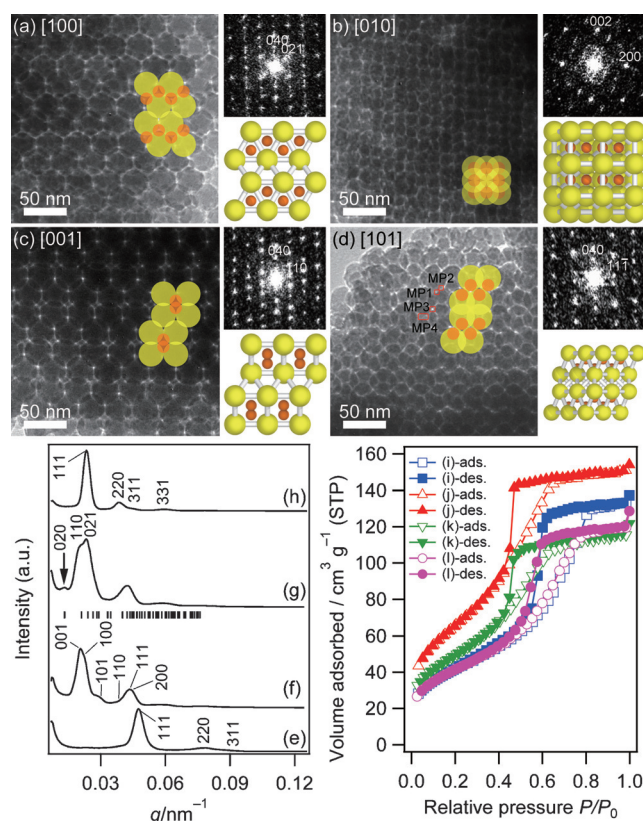 (a) [100]
040
021
50 nm
b) [010]
002
200
50 nm
(c) [001]
040
110
50 nm
(d) [101]
MP2
MP1
MP3
MP4
040
111̄
50 nm
Intensity (a.u.)
111
220
311
331
(h)
020
110
021
(g)
001
100
101
110
111
200
(f)
111
220
311
(e)
0
0.03
0.06
0.09
0.12
q/nm⁻¹
Volume adsorbed / cm³ g⁻¹ (STP)
160
140
120
100
80
60
40
20
0
(i)-ads.
(i)-des.
(j)-ads.
(j)-des.
(k)-ads.
(k)-des.
(l)-ads.
(l)-des.
0.0
0.2
0.4
0.6
0.8
1.0
Relative pressure P/P₀